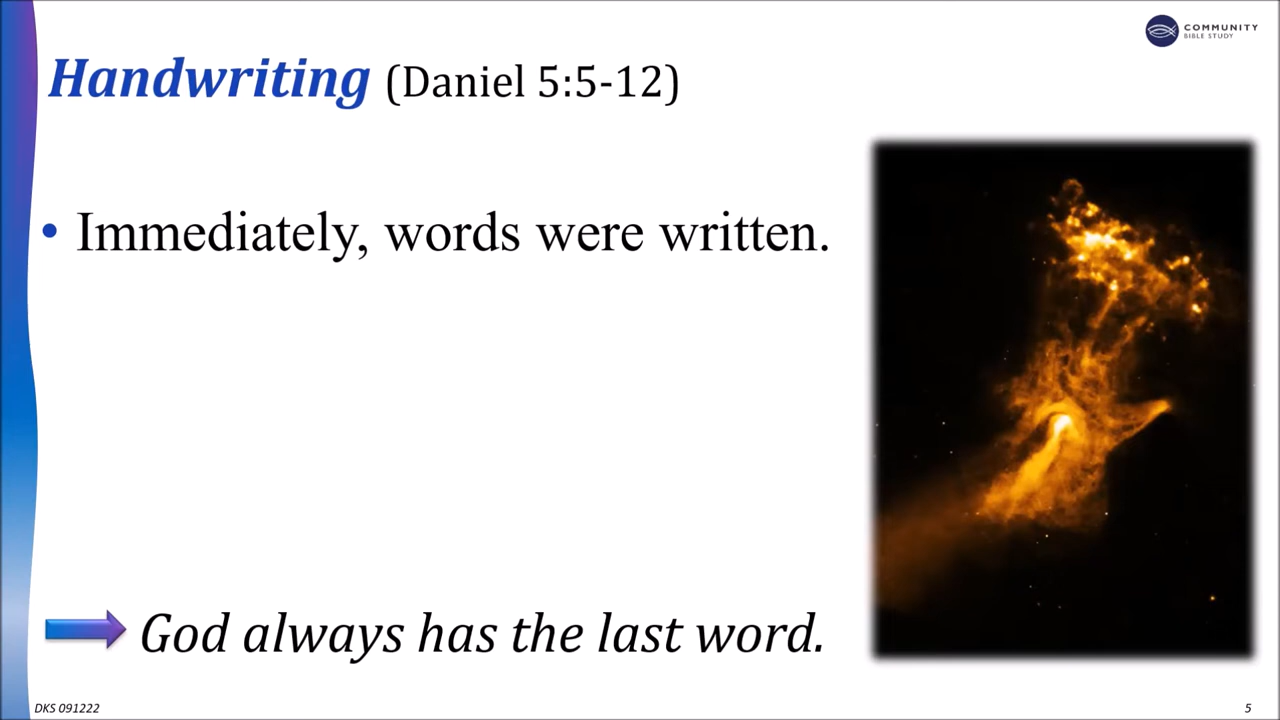 COMMUNITY
BIBLE STUDY
Handwriting (Daniel 5:5-12)
• Immediately, words were written.
God always has the last word.
DKS 091222
5